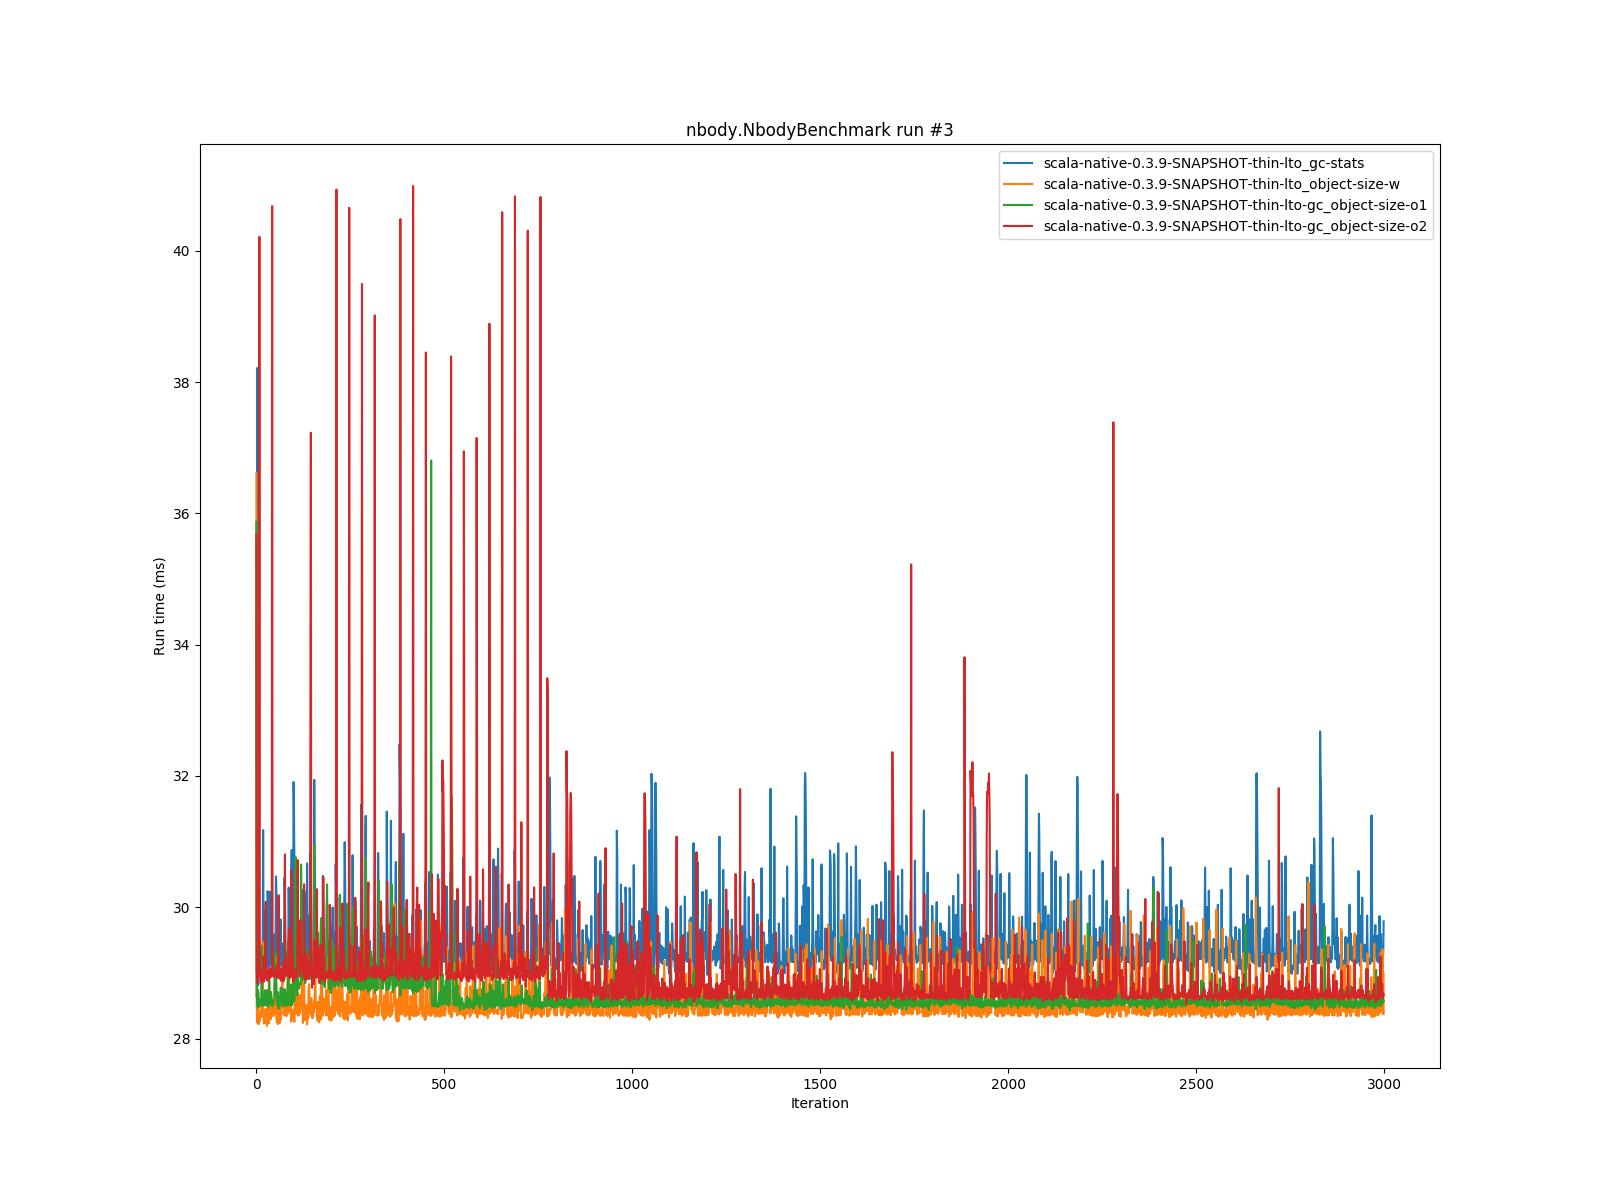 nbody.NbodyBenchmark run #3
scala-native-0.3.9-SNAPSHOT-thin-lto_gc-stats
scala-native-0.3.9-SNAPSHOT-thin-lto_object-size-w
scala-native-0.3.9-SNAPSHOT-thin-lto-gc_object-size-o1
scala-native-0.3.9-SNAPSHOT-thin-lto-gc_object-size-o2
40
38
36
34
32
30
28
Run time (ms)
0 500 1000 1500 2000 2500 3000
Iteration